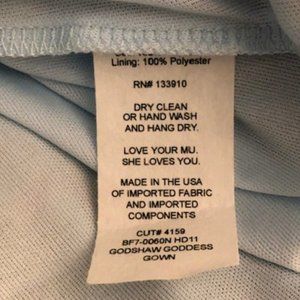 Lining: 100% Polyester
RN# 133910
DRY CLEAN
OR HAND WASH
AND HANG DRY.
LOVE YOUR MU.
SHE LOVES YOU.
MADE IN THE USA
OF IMPORTED FABRIC
AND IMPORTED
COMPONENTS
CUT# 4159
BF7-0060N HD11
GODSHAW GODDESS
GOWN